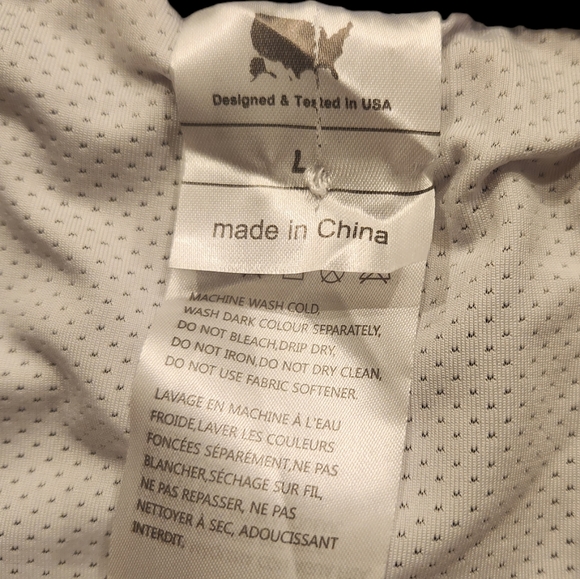 Designed & Tested In USA
L
made in China
MACHINE WASH COLD,
WASH DARK COLOUR SEPARATELY,
DO NOT BLEACH,DRIP DRY,
DO NOT IRON,DO NOT DRY CLEAN,
DO NOT USE FABRIC SOFTENER.
LAVAGE EN MACHINE À L'EAU
FROIDE,LAVER LES COULEURS
FONCÉES SÉPARÉMENT,NE PAS
BLANCHER,SÉCHAGE SUR FIL,
NE PAS REPASSER, NE PAS
NETTOYER À SEC, ADOUCISSANT
INTERDIT.